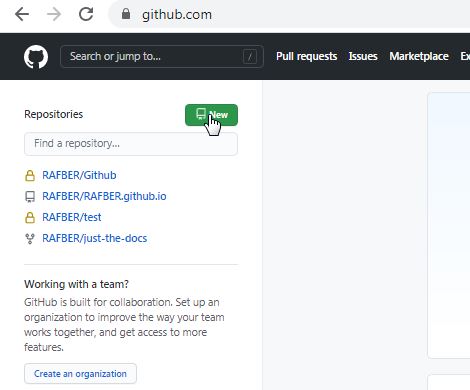 github.com
Search or jump to... / Pull requests Issues Marketplace Ex
Repositories New
Find a repository...
RAFBER/Github
RAFBER/RAFBER.github.io
RAFBER/test
RAFBER/just-the-docs
Working with a team?
GitHub is built for collaboration. Set up an
organization to improve the way your team
works together, and get access to more
features.
Create an organization